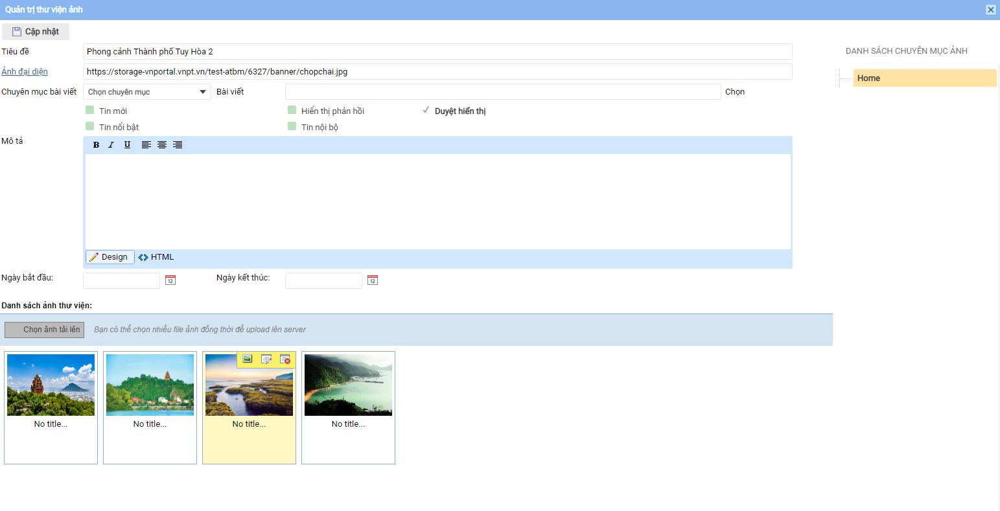 Quản trị thư viện ảnh
Cập nhật
Tiêu đề
Phong cảnh Thành phố Tuy Hòa 2
DANH SÁCH CHUYÊN MỤC ẢNH
Ảnh đại diện
https://storage-vnportal.vnpt.vn/test-atbm/6327/banner/chopchai.jpg
Home
Chuyên mục bài viết
Chọn chuyên mục
Bài viết
Chọn
Tin mới
Hiển thị phản hồi
Duyệt hiển thị
Tin nổi bật
Tin nội bộ
Mô tả
B I U
Design
HTML
Ngày bắt đầu:
12
Ngày kết thúc:
12
Danh sách ảnh thư viện:
Chọn ảnh tải lên
Bạn có thể chọn nhiều file ảnh đồng thời để upload lên server
No title...
No title...
No title...
No title...